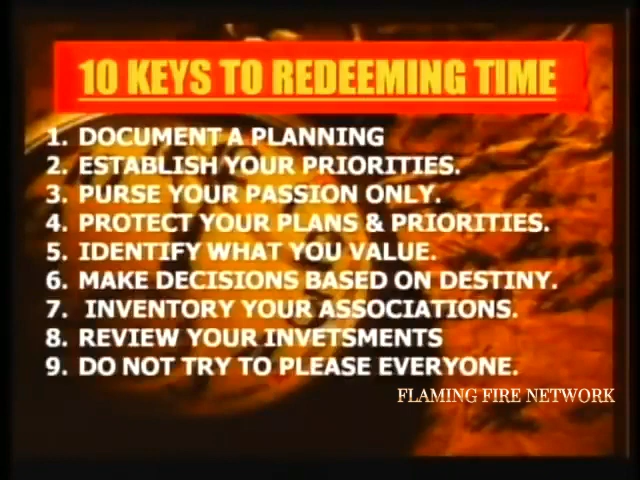 10 KEYS TO REDEEMING TIME
1. DOCUMENT A PLANNING
2. ESTABLISH YOUR PRIORITIES.
3. PURSE YOUR PASSION ONLY.
4. PROTECT YOUR PLANS & PRIORITIES.
5. IDENTIFY WHAT YOU VALUE.
6. MAKE DECISIONS BASED ON DESTINY.
7. INVENTORY YOUR ASSOCIATIONS.
8. REVIEW YOUR INVETSMENTS
9. DO NOT TRY TO PLEASE EVERYONE.
FLAMING FIRE NETWORK